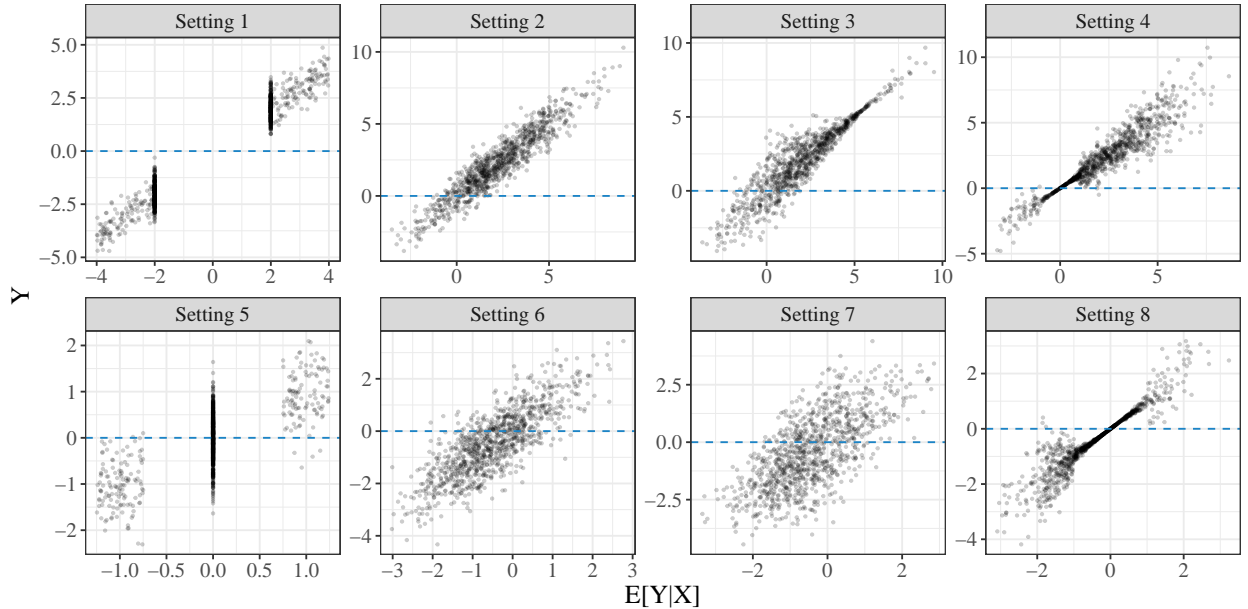 Setting 1 Setting 2 Setting 3 Setting 4
5.0 2.5 0.0 −2.5 −5.0
−4 −2 0 2 4
10 5 0
0 5
10 5 0
0 5 10
10 5 0 −5
0 5
Y
Setting 5 Setting 6 Setting 7 Setting 8
2 1 0 −1 −2
−1.0 −0.5 0.0 0.5 1.0
2 0 −2 −4
−3 −2 −1 0 1 2 3
2.5 0.0 −2.5
−2 0 2
2 0 −2 −4
−2 0 2
E[Y|X]